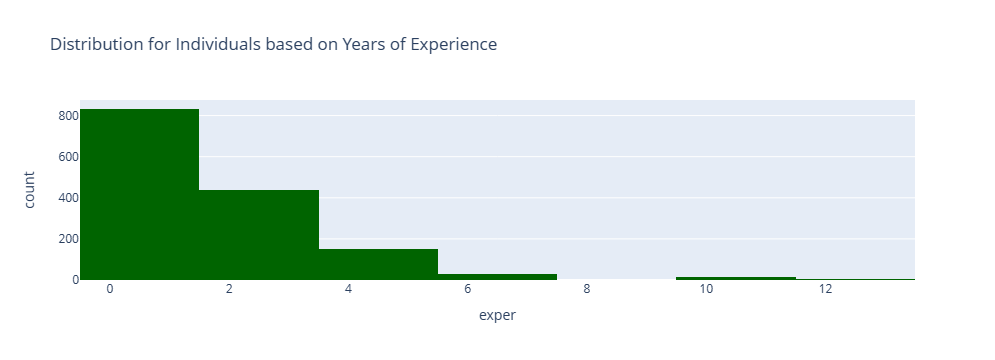 Distribution for Individuals based on Years of Experience
800
600
400
200
0
count
0 2 4 6 8 10 12
exper